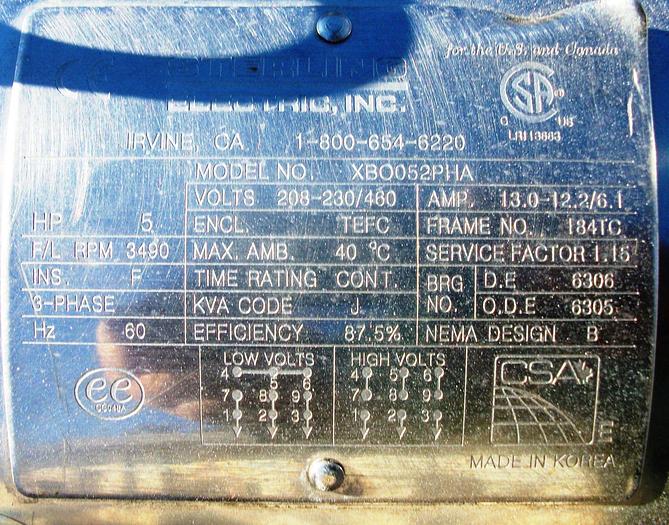 for the U.S. and Canada
STERLING
ELECTRIC, INC.
CSA®
C US
IRVINE, CA 1-800-654-6220
MODEL NO. XBO052PHA
VOLTS 208-230/460 AMP. 13.0-12.2/6.1
HP 5 ENCL. TEFC FRAME NO. 184TC
F/L RPM 3490 MAX. AMB. 40 °C SERVICE FACTOR 1.15
INS. F TIME RATING CONT. BRG NO. D.E 6306
3-PHASE KVA CODE J O.D.E 6305
Hz 60 EFFICIENCY 87.5% NEMA DESIGN B
LOW VOLTS HIGH VOLTS CSA
4 5 6 4 5 6
7 8 9 7 8 9
1 2 3 1 2 3
ee
E
MADE IN KOREA